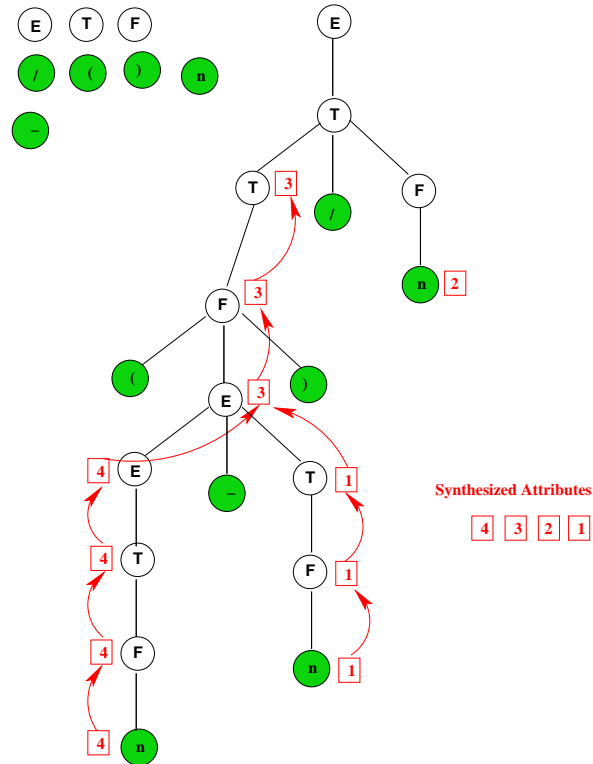 E T F E
/ ( ) n
–
T
T 3 / F
n 2
3
F
( )
3
E
4 E T 1
–
Synthesized Attributes
4 3 2 1
4 T F 1
4 F
n 1
4 n